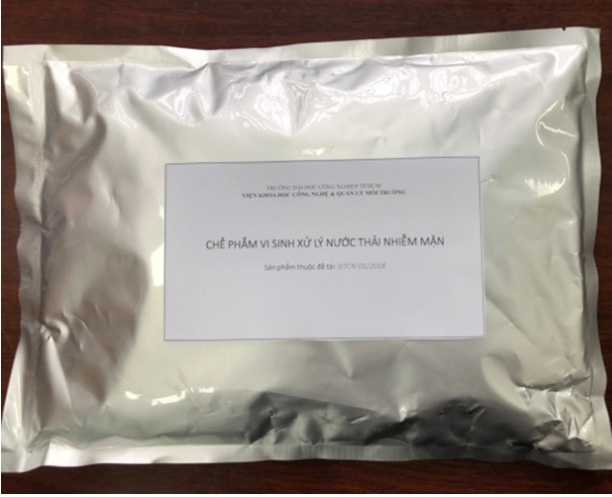 TRƯỜNG ĐẠI HỌC CÔNG NGHIỆP TP.HCM
VIỆN KHOA HỌC CÔNG NGHỆ & QUẢN LÝ MÔI TRƯỜNG
CHẾ PHẨM VI SINH XỬ LÝ NƯỚC THẢI NHIỄM MẶN
Sản phẩm thuộc đề tài: ĐTCN 01/2018